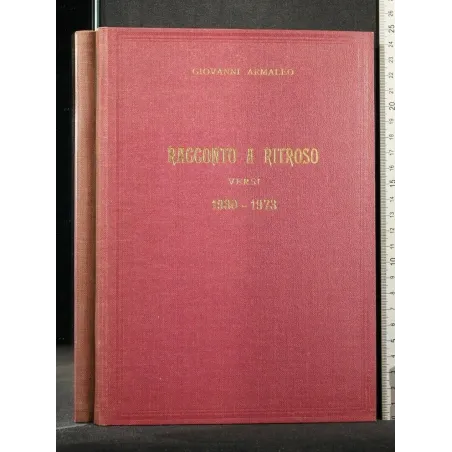 GIOVANNI ARMALEO
RACCONTO A RITROSO
VERSI
1930 - 1973